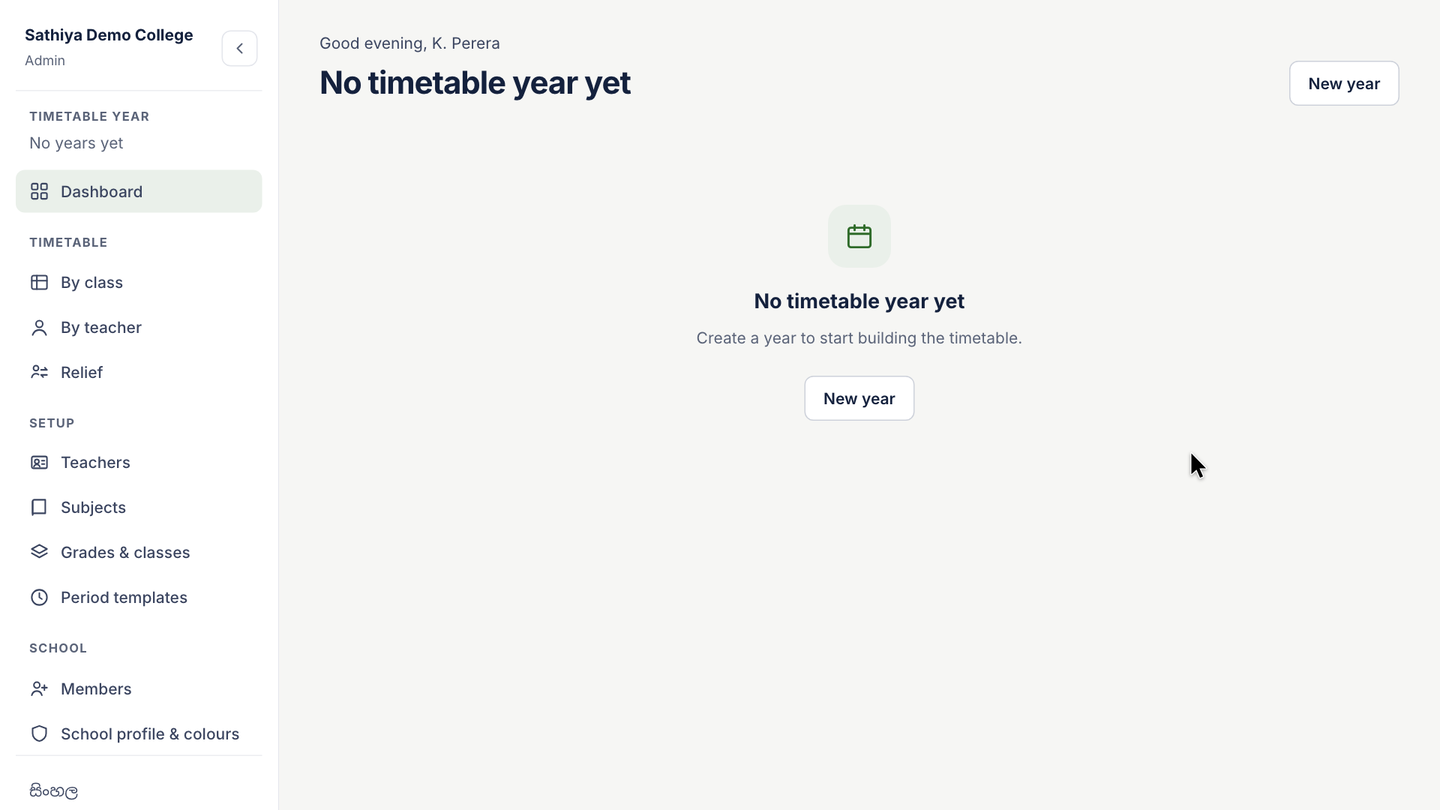 Sathiya Demo College
Admin
TIMETABLE YEAR
No years yet
Dashboard
TIMETABLE
By class
By teacher
Relief
SETUP
Teachers
Subjects
Grades & classes
Period templates
SCHOOL
Members
School profile & colours
සිංහල
Good evening, K. Perera
No timetable year yet
New year
No timetable year yet
Create a year to start building the timetable.
New year